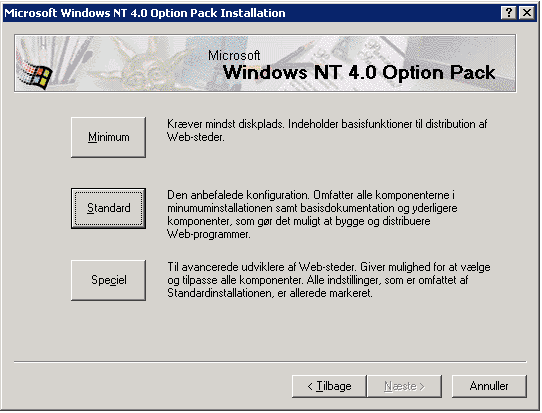 Microsoft Windows NT 4.0 Option Pack Installation
Microsoft
Windows NT 4.0 Option Pack
Minimum
Kræver mindst diskplads. Indeholder basisfunktioner til distribution af
Web-steder.
Standard
Den anbefalede konfiguration. Omfatter alle komponenterne i
minumuminstallationen samt basisdokumentation og yderligere
komponenter, som gør det muligt at bygge og distribuere
Web-programmer.
Speciel
Til avancerede udviklere af Web-steder. Giver mulighed for at vælge
og tilpasse alle komponenter. Alle indstillinger, som er omfattet af
Standardinstallationen, er allerede markeret.
< Tilbage
Næste >
Annuller